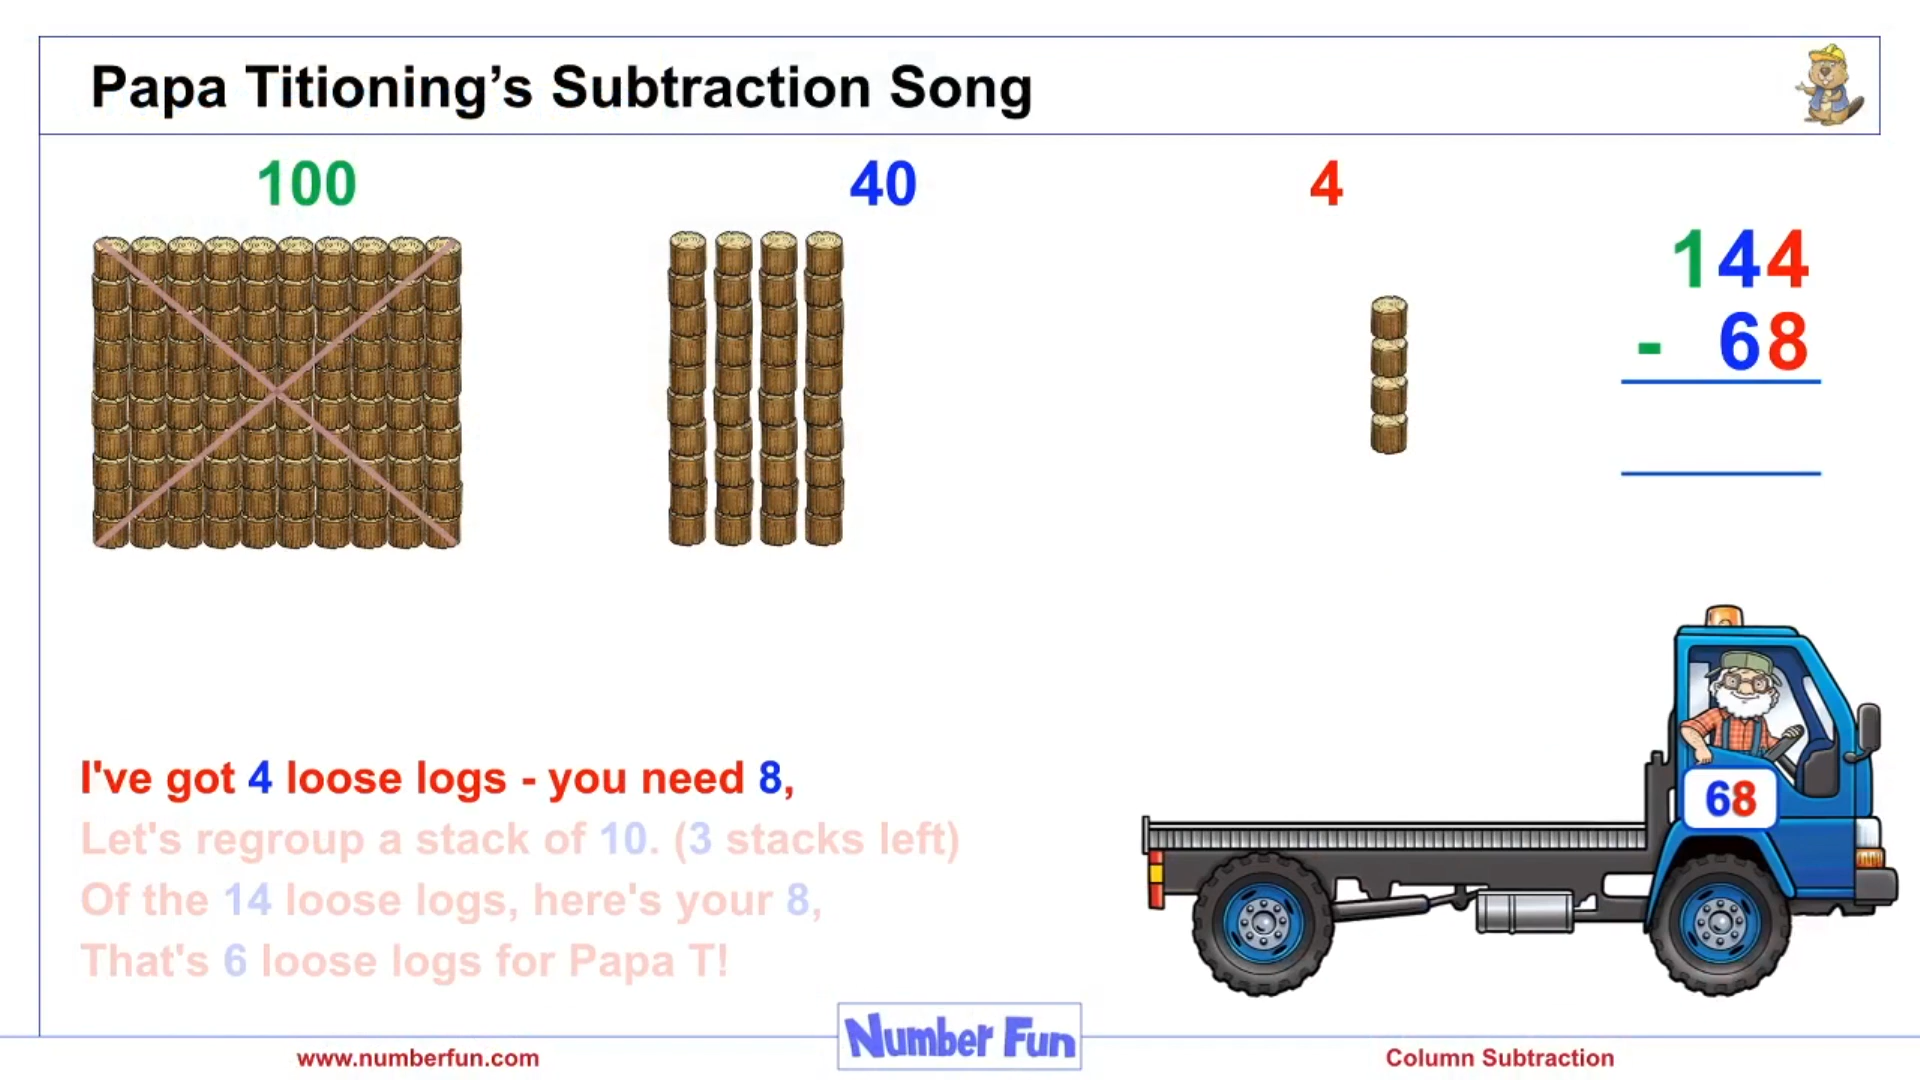 Papa Titioning's Subtraction Song
100 40 4
144
- 68
I've got 4 loose logs - you need 8,
Let's regroup a stack of 10. (3 stacks left)
Of the 14 loose logs, here's your 8,
That's 6 loose logs for Papa T!
68
www.numberfun.com
Number Fun
Column Subtraction